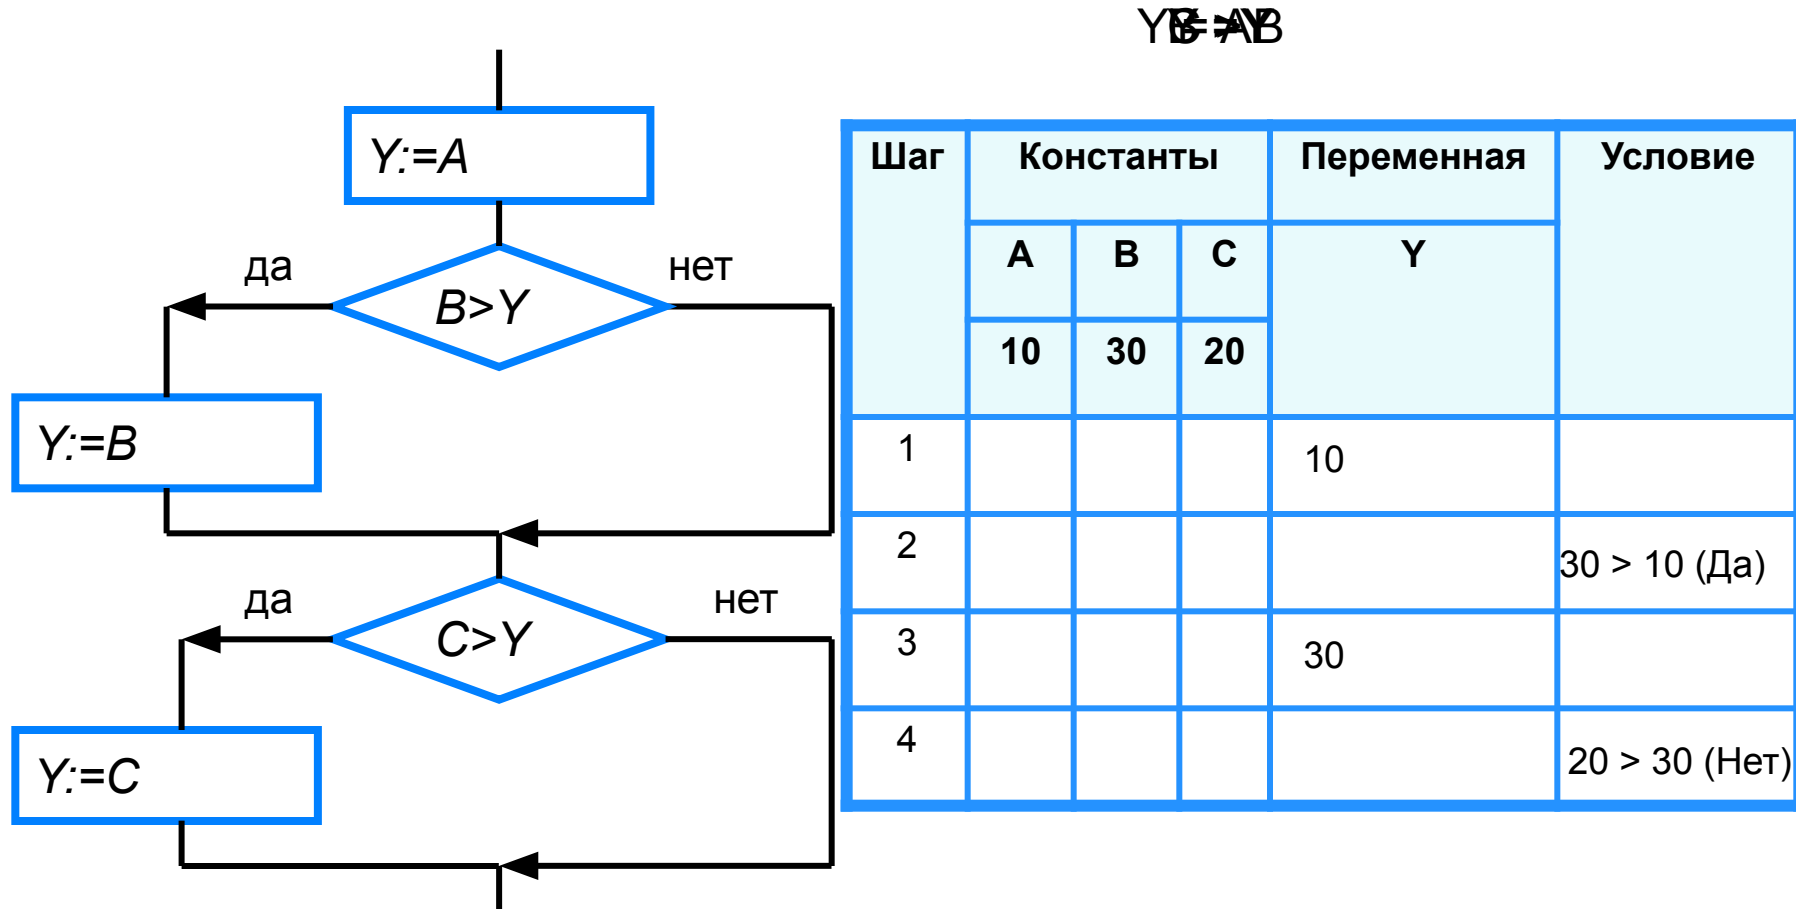 Y:=A
да
нет
B>Y
Y:=B
да
нет
C>Y
Y:=C
Шаг Константы Переменная Условие
A B C Y
10 30 20
1 10
2 30 > 10 (Да)
3 30
4 20 > 30 (Нет)